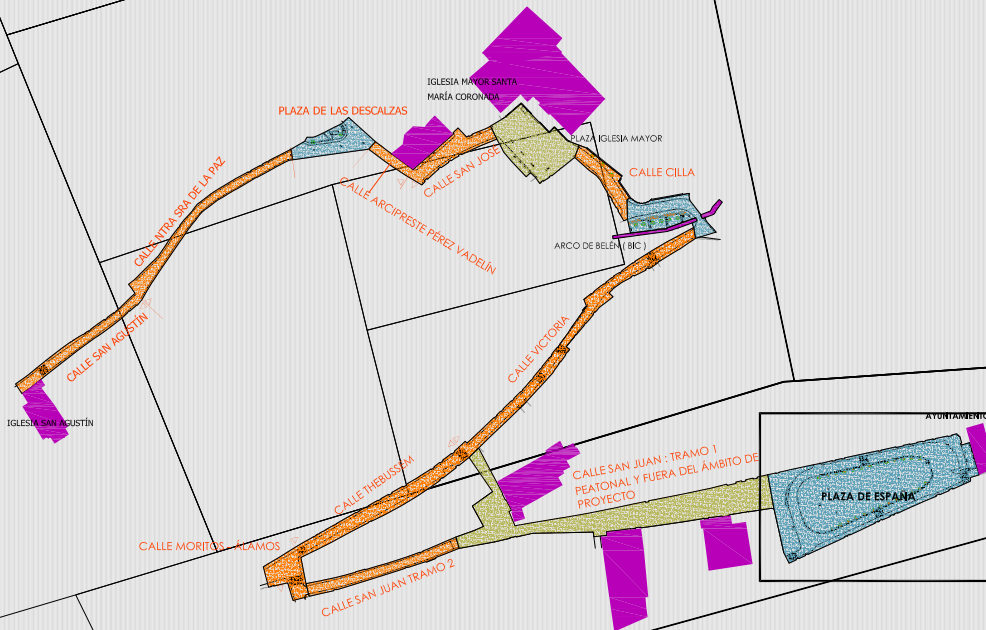 IGLESIA MAYOR SANTA
MARÍA CORONADA
PLAZA DE LAS DESCALZAS
PLAZA IGLESIA MAYOR
CALLE SAN JOSE
CALLE CILLA
CALLE NTRA SRA DE LA PAZ
CALLE ARCIPRESTE PÉREZ VADELÍN
ARCO DE BELÉN ( BIC )
CALLE SAN AGUSTÍN
CALLE VICTORIA
IGLESIA SAN AGUSTÍN
AYUNTAMIENTO
CALLE SAN JUAN : TRAMO 1
PEATONAL Y FUERA DEL ÁMBITO DE
PROYECTO
CALLE THEBUSSEM
PLAZA DE ESPAÑA
CALLE MORITOS - ÁLAMOS
CALLE SAN JUAN TRAMO 2